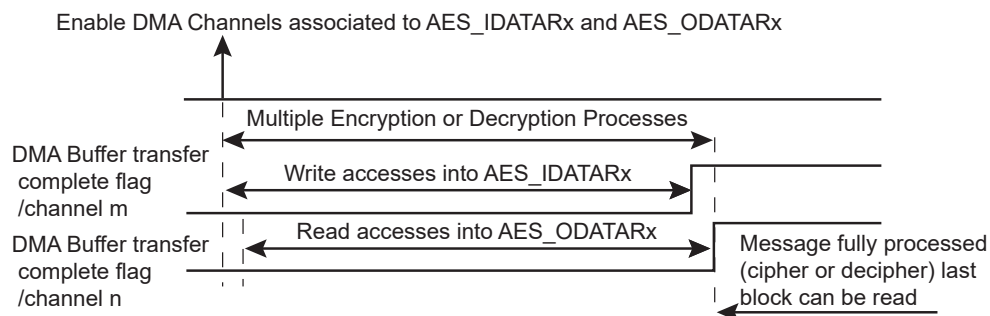 Enable DMA Channels associated to AES_IDATARx and AES_ODATARx
Multiple Encryption or Decryption Processes
DMA Buffer transfer
complete flag
/channel m
Write accesses into AES_IDATARx
DMA Buffer transfer
complete flag
/channel n
Read accesses into AES_ODATARx
Message fully processed
(cipher or decipher) last
block can be read